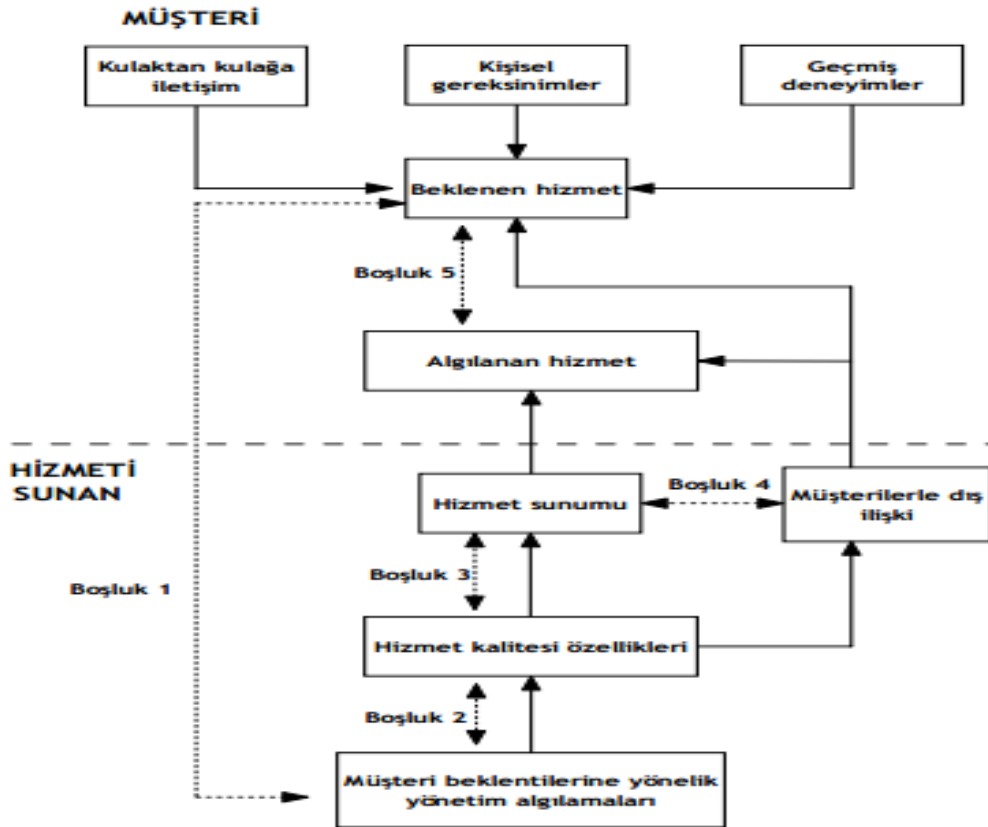 MÜŞTERİ
Kulaktan kulağa
iletişim
Kişisel
gereksinimler
Geçmiş
deneyimler
Beklenen hizmet
Boşluk 5
Algılanan hizmet
HİZMETİ
SUNAN
Hizmet sunumu
Boşluk 4
Müşterilerle dış
ilişki
Boşluk 3
Boşluk 1
Hizmet kalitesi özellikleri
Boşluk 2
Müşteri beklentilerine yönelik
yönetim algılamaları